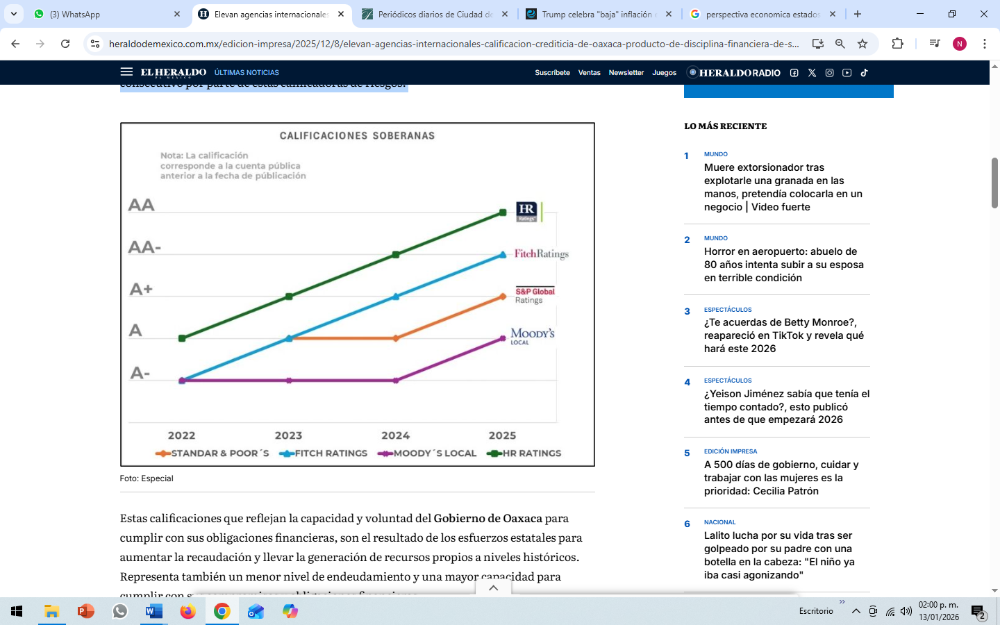 (3) WhatsApp
Elevan agencias internacionales
Periódicos diarios de Ciudad de
Trump celebra "baja" inflación e
perspectiva economica estados
heraldodemexico.com.mx/edicion-impresa/2025/12/8/elevan-agencias-internacionales-calificacion-crediticia-de-oaxaca-producto-de-disciplina-financiera-de-s...
N
EL HERALDO
DE MÉXICO
ÚLTIMAS NOTICIAS
Suscríbete
Ventas
Newsletter
Juegos
HERALDO RADIO
consecutivo por parte de estas calificadoras de riesgos.
CALIFICACIONES SOBERANAS
Nota: La calificación
corresponde a la cuenta pública
anterior a la fecha de públicación
AA
AA-
A+
A
A-
HR
Ratings
FitchRatings
S&P Global
Ratings
MOODY'S
LOCAL
2022
2023
2024
2025
STANDAR & POOR´S
FITCH RATINGS
MOODY´S LOCAL
HR RATINGS
Foto: Especial
Estas calificaciones que reflejan la capacidad y voluntad del Gobierno de Oaxaca para
cumplir con sus obligaciones financieras, son el resultado de los esfuerzos estatales para
aumentar la recaudación y llevar la generación de recursos propios a niveles históricos.
Representa también un menor nivel de endeudamiento y una mayor capacidad para
cumplir con sus compromisos y obligaciones financieras.
LO MÁS RECIENTE
1
MUNDO
Muere extorsionador tras
explotarle una granada en las
manos, pretendía colocarla en un
negocio | Video fuerte
2
MUNDO
Horror en aeropuerto: abuelo de
80 años intenta subir a su esposa
en terrible condición
3
ESPECTÁCULOS
¿Te acuerdas de Betty Monroe?,
reapareció en TikTok y revela qué
hará este 2026
4
ESPECTÁCULOS
¿Yeison Jiménez sabía que tenía el
tiempo contado?, esto publicó
antes de que empezará 2026
5
EDICIÓN IMPRESA
A 500 días de gobierno, cuidar y
trabajar con las mujeres es la
prioridad: Cecilia Patrón
6
NACIONAL
Lalito lucha por su vida tras ser
golpeado por su padre con una
botella en la cabeza: "El niño ya
iba casi agonizando"
Escritorio
02:00 p. m.
13/01/2026
2